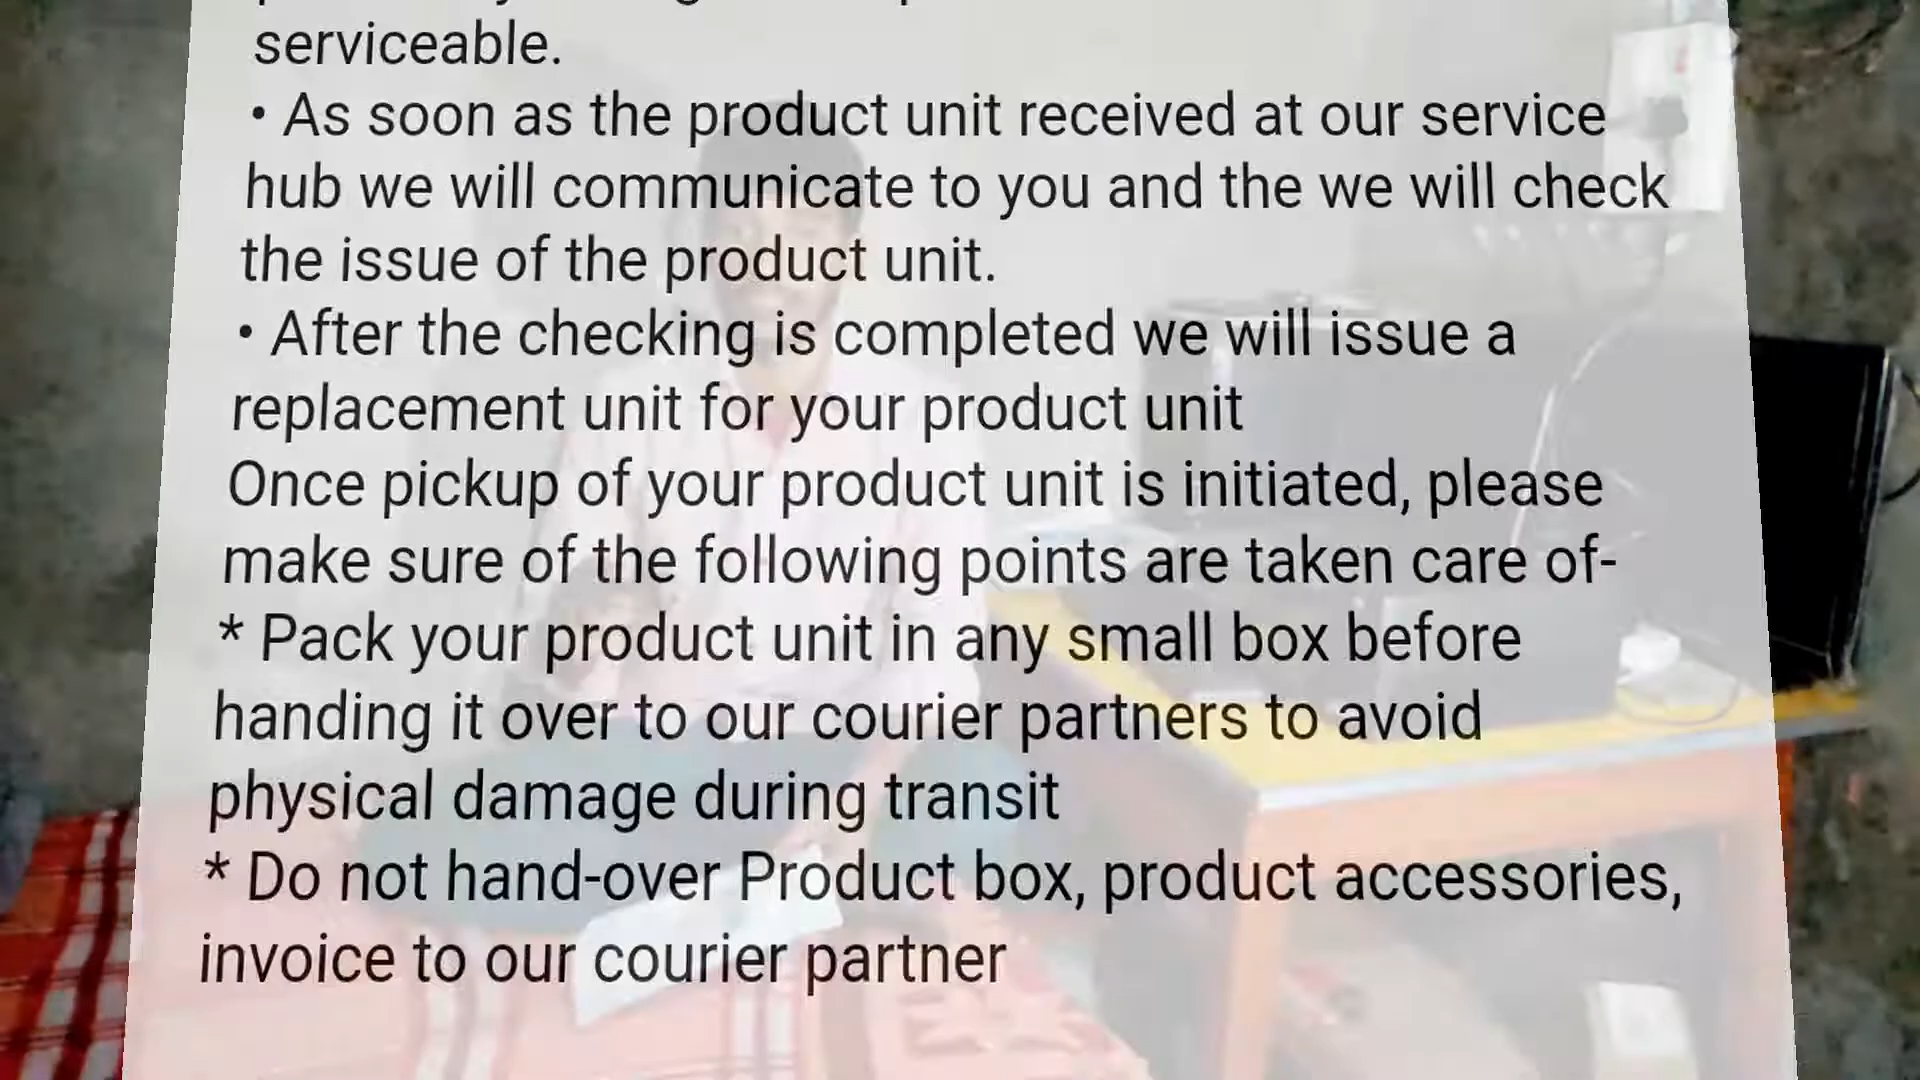 serviceable.
• As soon as the product unit received at our service
hub we will communicate to you and the we will check
the issue of the product unit.
• After the checking is completed we will issue a
replacement unit for your product unit
Once pickup of your product unit is initiated, please
make sure of the following points are taken care of-
* Pack your product unit in any small box before
handing it over to our courier partners to avoid
physical damage during transit
* Do not hand-over Product box, product accessories,
invoice to our courier partner